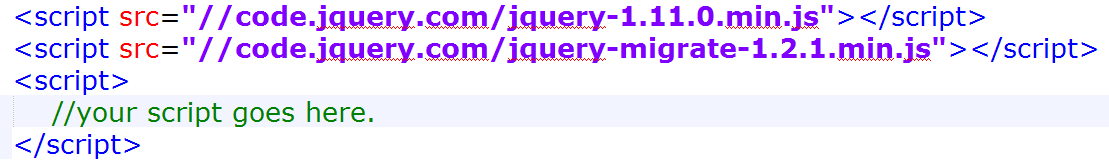 <script src="//code.jquery.com/jquery-1.11.0.min.js"></script>
<script src="//code.jquery.com/jquery-migrate-1.2.1.min.js"></script>
<script>
//your script goes here.
</script>